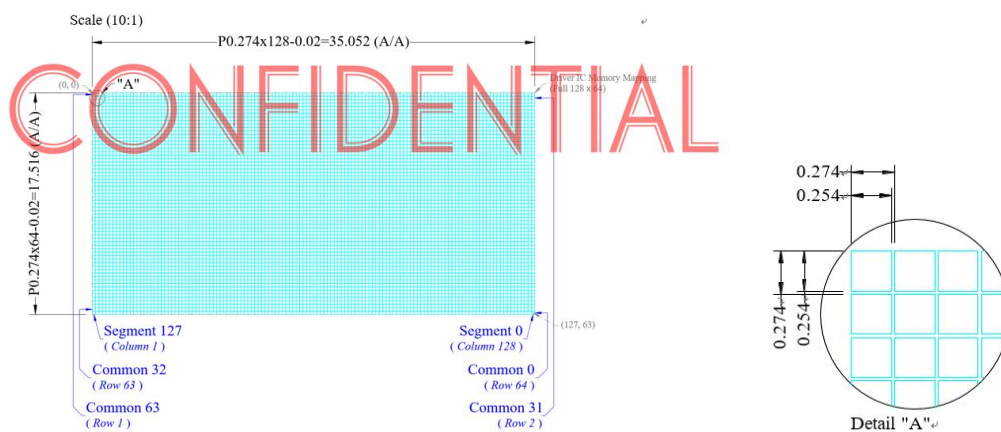 Scale (10:1)
P0.274x128-0.02=35.052 (A/A)
CONFIDENTIAL
(0, 0)
"A"
Driver IC Memory Mapping
(Full 128 x 64)
P0.274x64-0.02=17.516 (A/A)
Segment 127
( Column 1 )
Segment 0
( Column 128 )
(127, 63)
Common 32
( Row 63 )
Common 0
( Row 64 )
Common 63
( Row 1 )
Common 31
( Row 2 )
0.274
0.254
0.274
0.254
Detail "A"